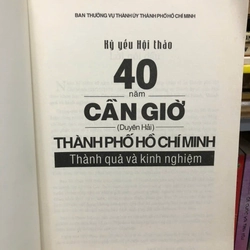 BAN THƯỜNG VỤ THÀNH ỦY THÀNH PHỐ HỒ CHÍ MINH
Kỷ yếu Hội thảo
40
năm
CẦN GIỜ
(Duyên Hải)
THÀNH PHỐ HỒ CHÍ MINH
Thành quả và kinh nghiệm